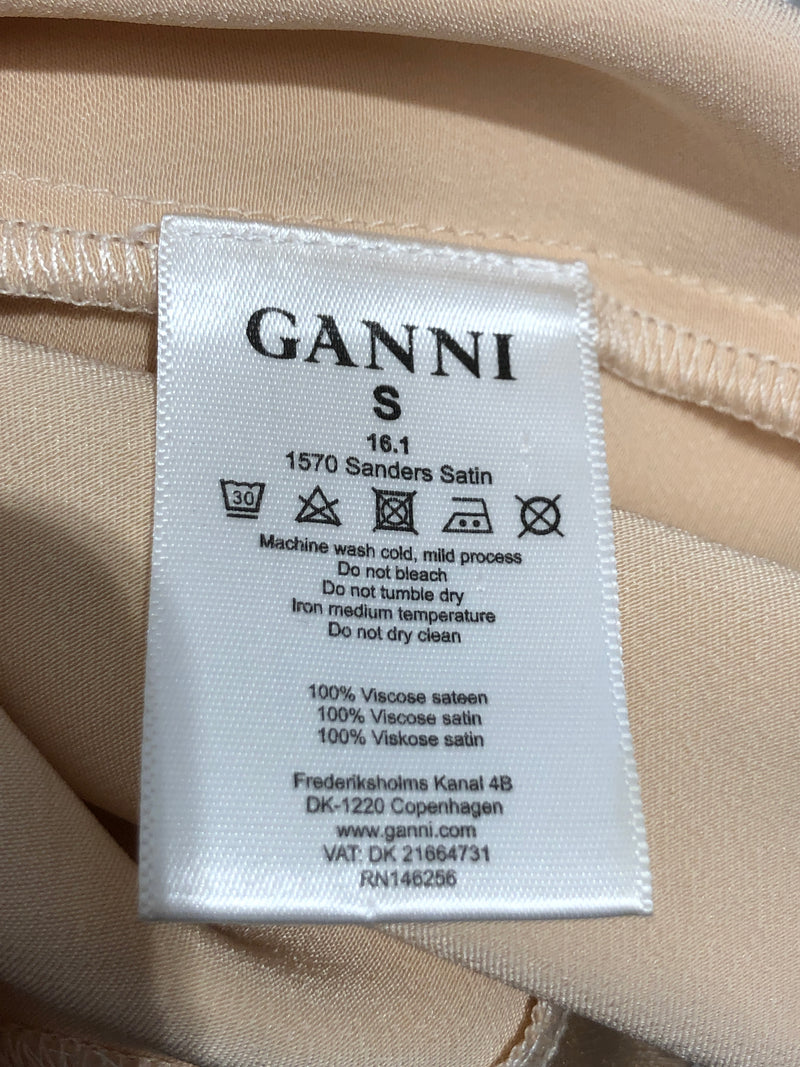 GANNI
S
16.1
1570 Sanders Satin
30
Machine wash cold, mild process
Do not bleach
Do not tumble dry
Iron medium temperature
Do not dry clean
100% Viscose sateen
100% Viscose satin
100% Viskose satin
Frederiksholms Kanal 4B
DK-1220 Copenhagen
www.ganni.com
VAT: DK 21664731
RN146256